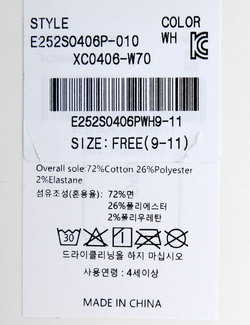 STYLE COLOR
E252S0406P-010 WH
XC0406-W70
E252S0406PWH9-11
SIZE: FREE(9-11)
Overall sole:72%Cotton 26%Polyester
2%Elastane
섬유조성(혼용율): 72%면
26%폴리에스터
2%폴리우레탄
30
드라이클리닝을 하지 마십시오
사용연령 : 4세이상
MADE IN CHINA